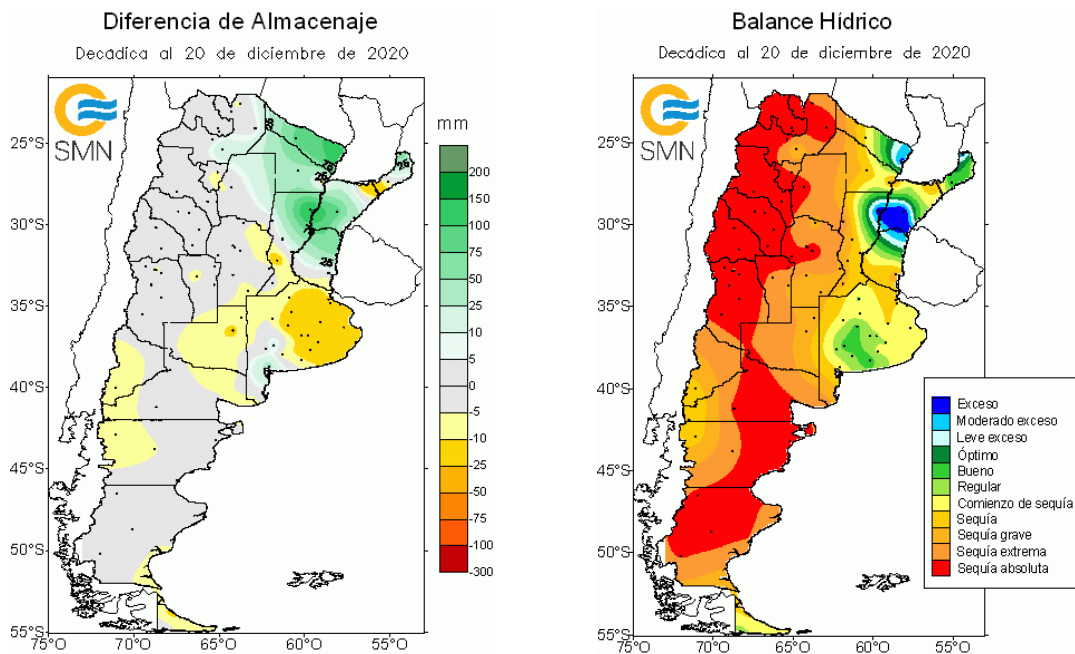 Diferencia de Almacenaje
Decádica al 20 de diciembre de 2020
SMN
mm
200
150
100
75
50
25
10
5
0
-5
-10
-25
-50
-75
-100
-300
25°S
30°S
35°S
40°S
45°S
50°S
55°S
75°O
70°O
65°O
60°O
55°O
Balance Hídrico
Decádica al 20 de diciembre de 2020
SMN
25°S
30°S
35°S
40°S
45°S
50°S
55°S
75°O
70°O
65°O
60°O
55°O
Exceso
Moderado exceso
Leve exceso
Óptimo
Bueno
Regular
Comienzo de sequía
Sequía
Sequía grave
Sequía extrema
Sequía absoluta